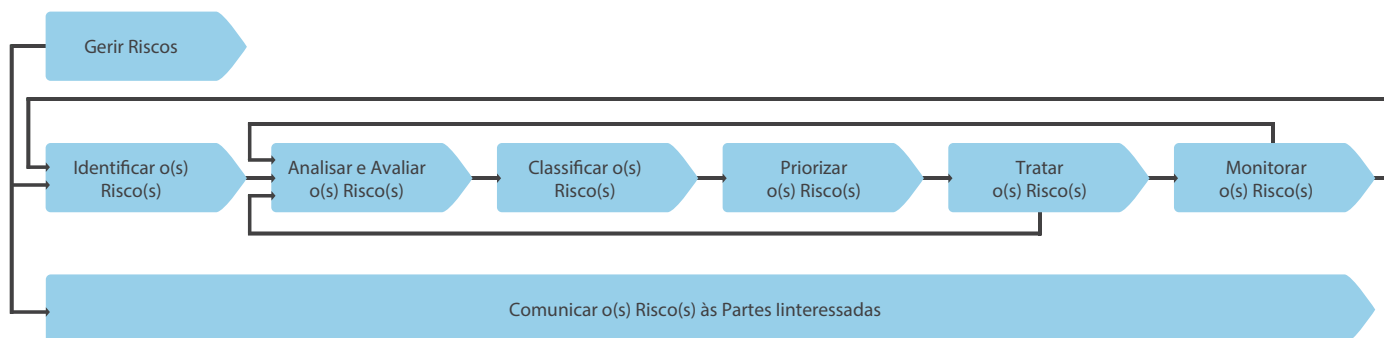 Gerir Riscos
Identificar o(s)
Risco(s)
Analisar e Avaliar
o(s) Risco(s)
Classificar o(s)
Risco(s)
Priorizar
o(s) Risco(s)
Tratar
o(s) Risco(s)
Monitorar
o(s) Risco(s)
Comunicar o(s) Risco(s) às Partes Iinteressadas